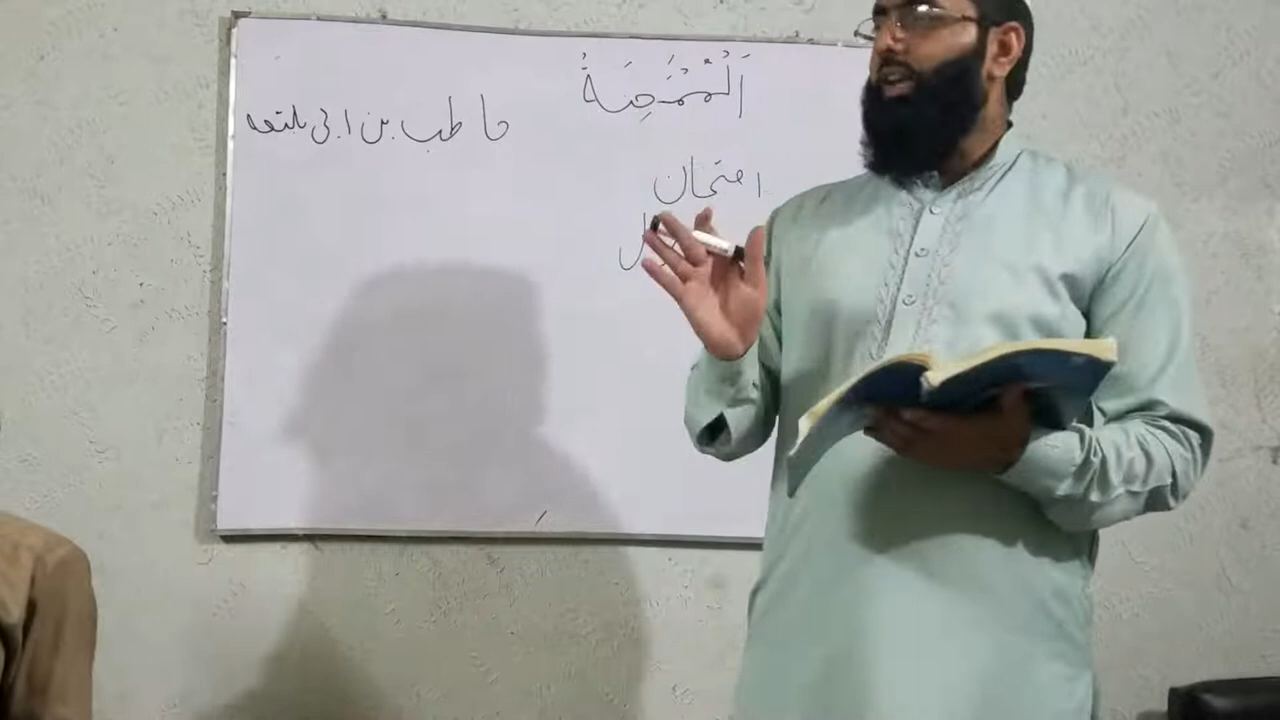 اَلْمُمْتَحِنَةُ
حاطب بن ابی بلتعہ
امتحان